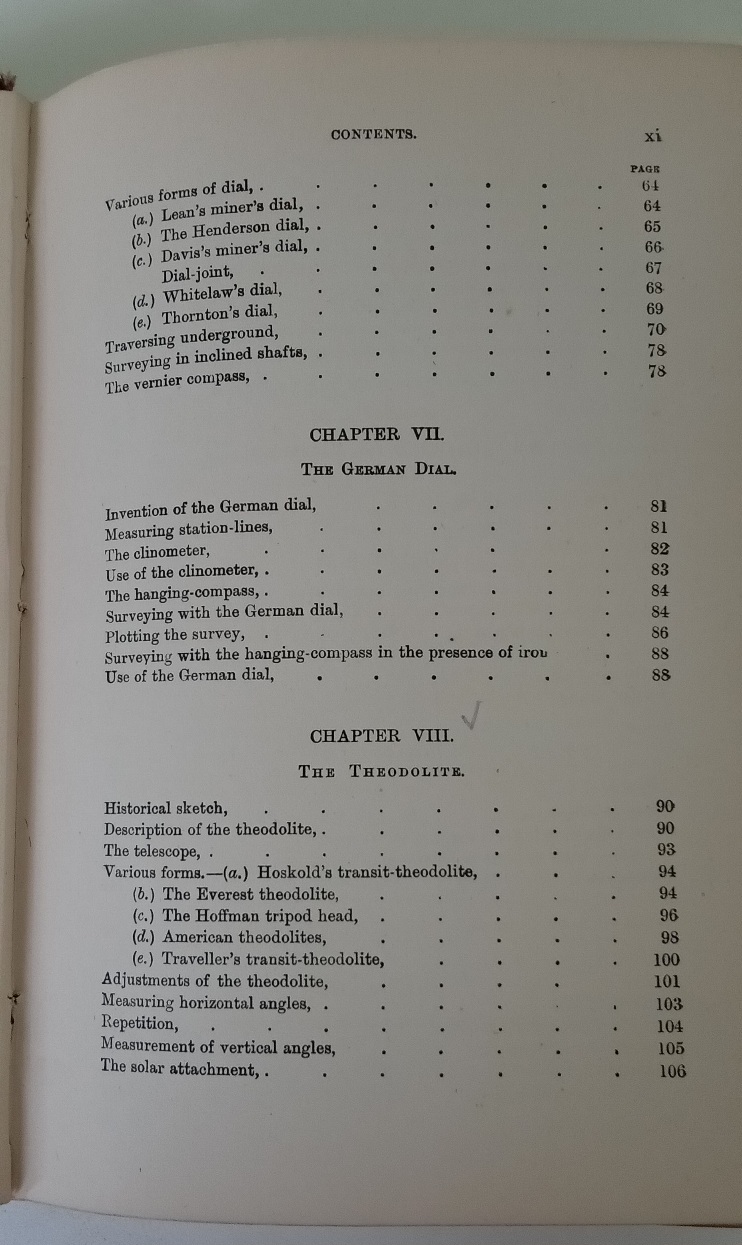 CONTENTS. xi
PAGE
Various forms of dial, . . . . . . . 64
(a.) Lean's miner's dial, . . . . . . . 64
(b.) The Henderson dial, . . . . . . . 65
(c.) Davis's miner's dial, . . . . . . . 66
Dial-joint, . . . . . . . 67
(d.) Whitelaw's dial, . . . . . . 68
(e.) Thornton's dial, . . . . . . 69
Traversing underground, . . . . . . 70
Surveying in inclined shafts, . . . . . . 78
The vernier compass, . . . . . . . 78
CHAPTER VII.
THE GERMAN DIAL.
Invention of the German dial, . . . . . 81
Measuring station-lines, . . . . . . 81
The clinometer, . . . . . . 82
Use of the clinometer, . . . . . . . 83
The hanging-compass, . . . . . . . 84
Surveying with the German dial, . . . . . 84
Plotting the survey, . . . . . . . 86
Surveying with the hanging-compass in the presence of iron . 88
Use of the German dial, . . . . . . 88
CHAPTER VIII.
THE THEODOLITE.
Historical sketch, . . . . . . . 90
Description of the theodolite, . . . . . . 90
The telescope, . . . . . . . . 93
Various forms.—(a.) Hoskold's transit-theodolite, . . . 94
(b.) The Everest theodolite, . . . . . 94
(c.) The Hoffman tripod head, . . . . . 96
(d.) American theodolites, . . . . . 98
(e.) Traveller's transit-theodolite, . . . . 100
Adjustments of the theodolite, . . . . 101
Measuring horizontal angles, . . . . . . 103
Repetition, . . . . . . . . 104
Measurement of vertical angles, . . . . . 105
The solar attachment, . . . . . . . 106